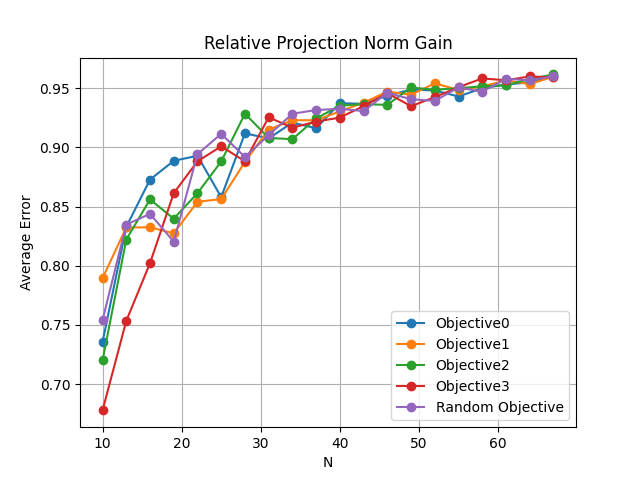 Relative Projection Norm Gain
Average Error
0.95
0.90
0.85
0.80
0.75
0.70
10 20 30 40 50 60
N
Objective0
Objective1
Objective2
Objective3
Random Objective